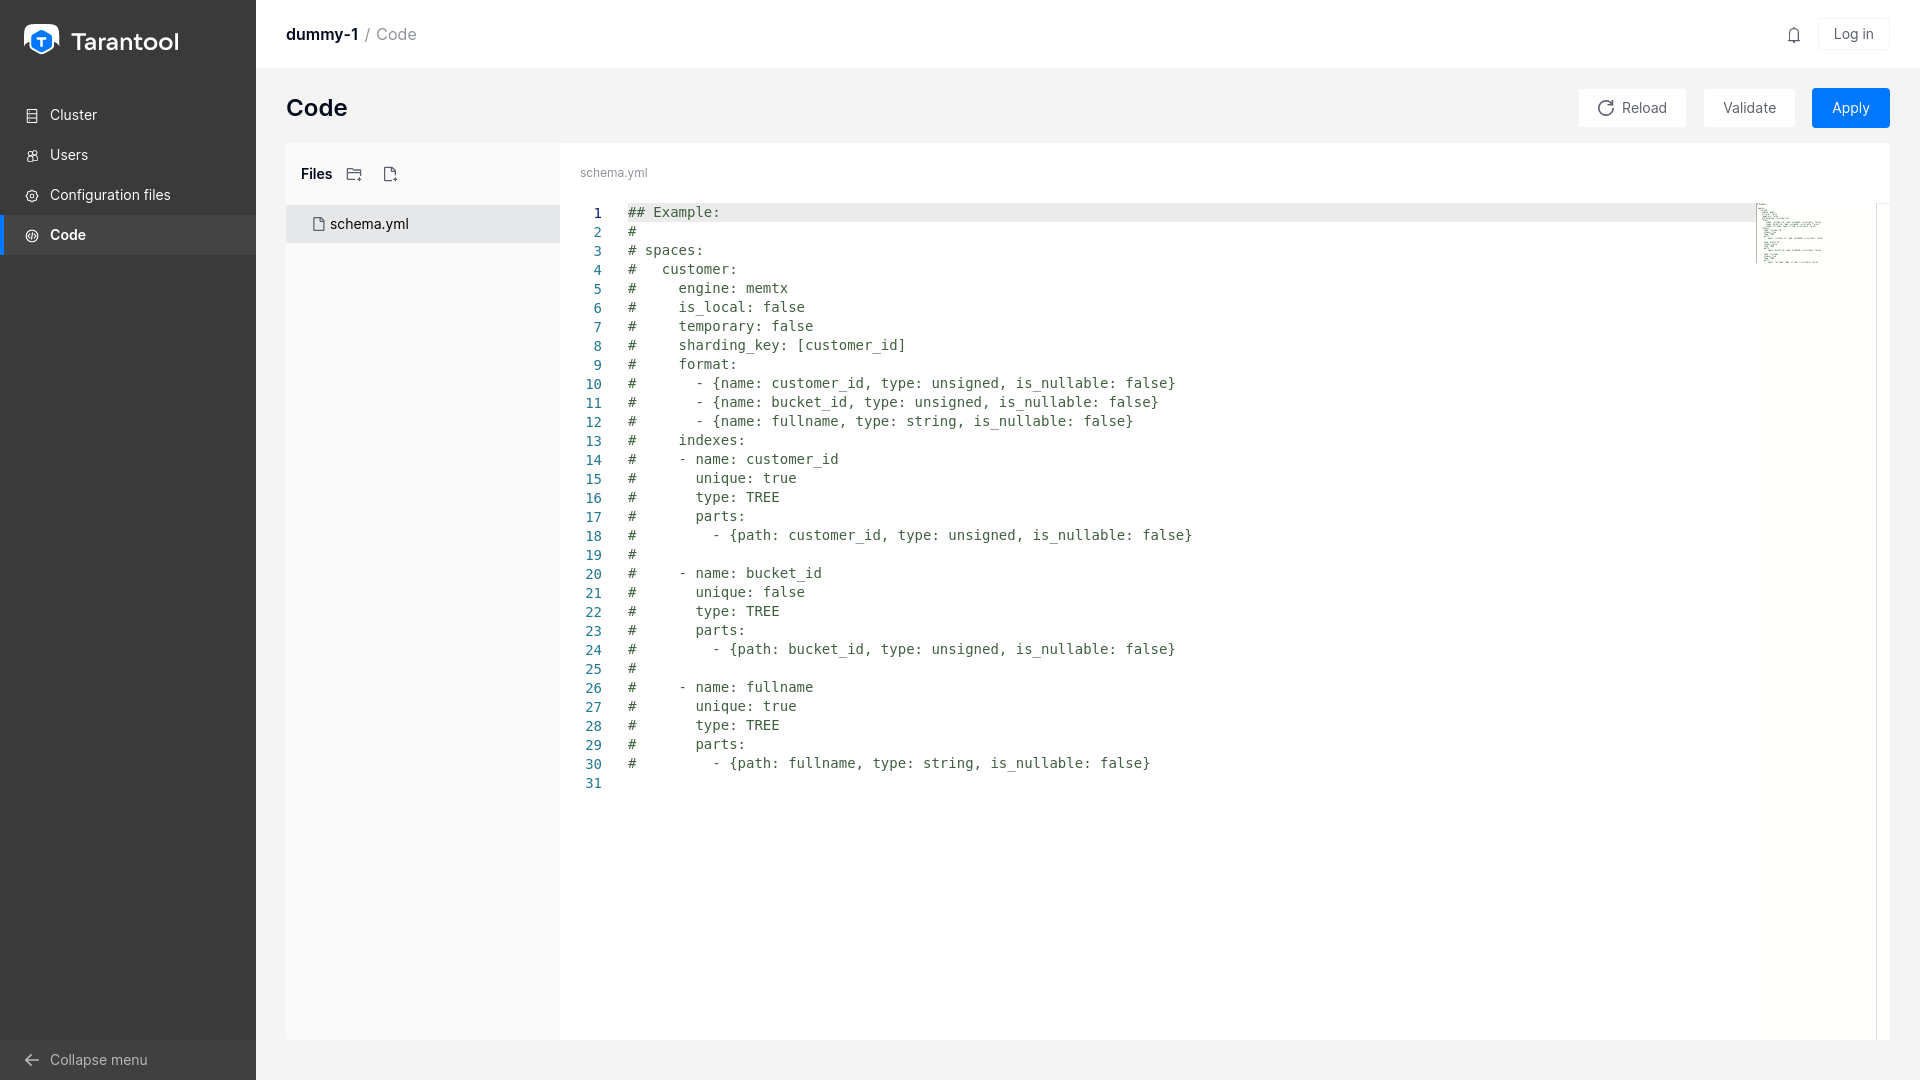 Tarantool
dummy-1 / Code
Log in
Cluster
Users
Configuration files
Code
Collapse menu
Code
Reload
Validate
Apply
Files
schema.yml
schema.yml
1 ## Example:
2 #
3 # spaces:
4 #   customer:
5 #     engine: memtx
6 #     is_local: false
7 #     temporary: false
8 #     sharding_key: [customer_id]
9 #     format:
10 #       - {name: customer_id, type: unsigned, is_nullable: false}
11 #       - {name: bucket_id, type: unsigned, is_nullable: false}
12 #       - {name: fullname, type: string, is_nullable: false}
13 #     indexes:
14 #     - name: customer_id
15 #       unique: true
16 #       type: TREE
17 #       parts:
18 #         - {path: customer_id, type: unsigned, is_nullable: false}
19 #
20 #     - name: bucket_id
21 #       unique: false
22 #       type: TREE
23 #       parts:
24 #         - {path: bucket_id, type: unsigned, is_nullable: false}
25 #
26 #     - name: fullname
27 #       unique: true
28 #       type: TREE
29 #       parts:
30 #         - {path: fullname, type: string, is_nullable: false}
31